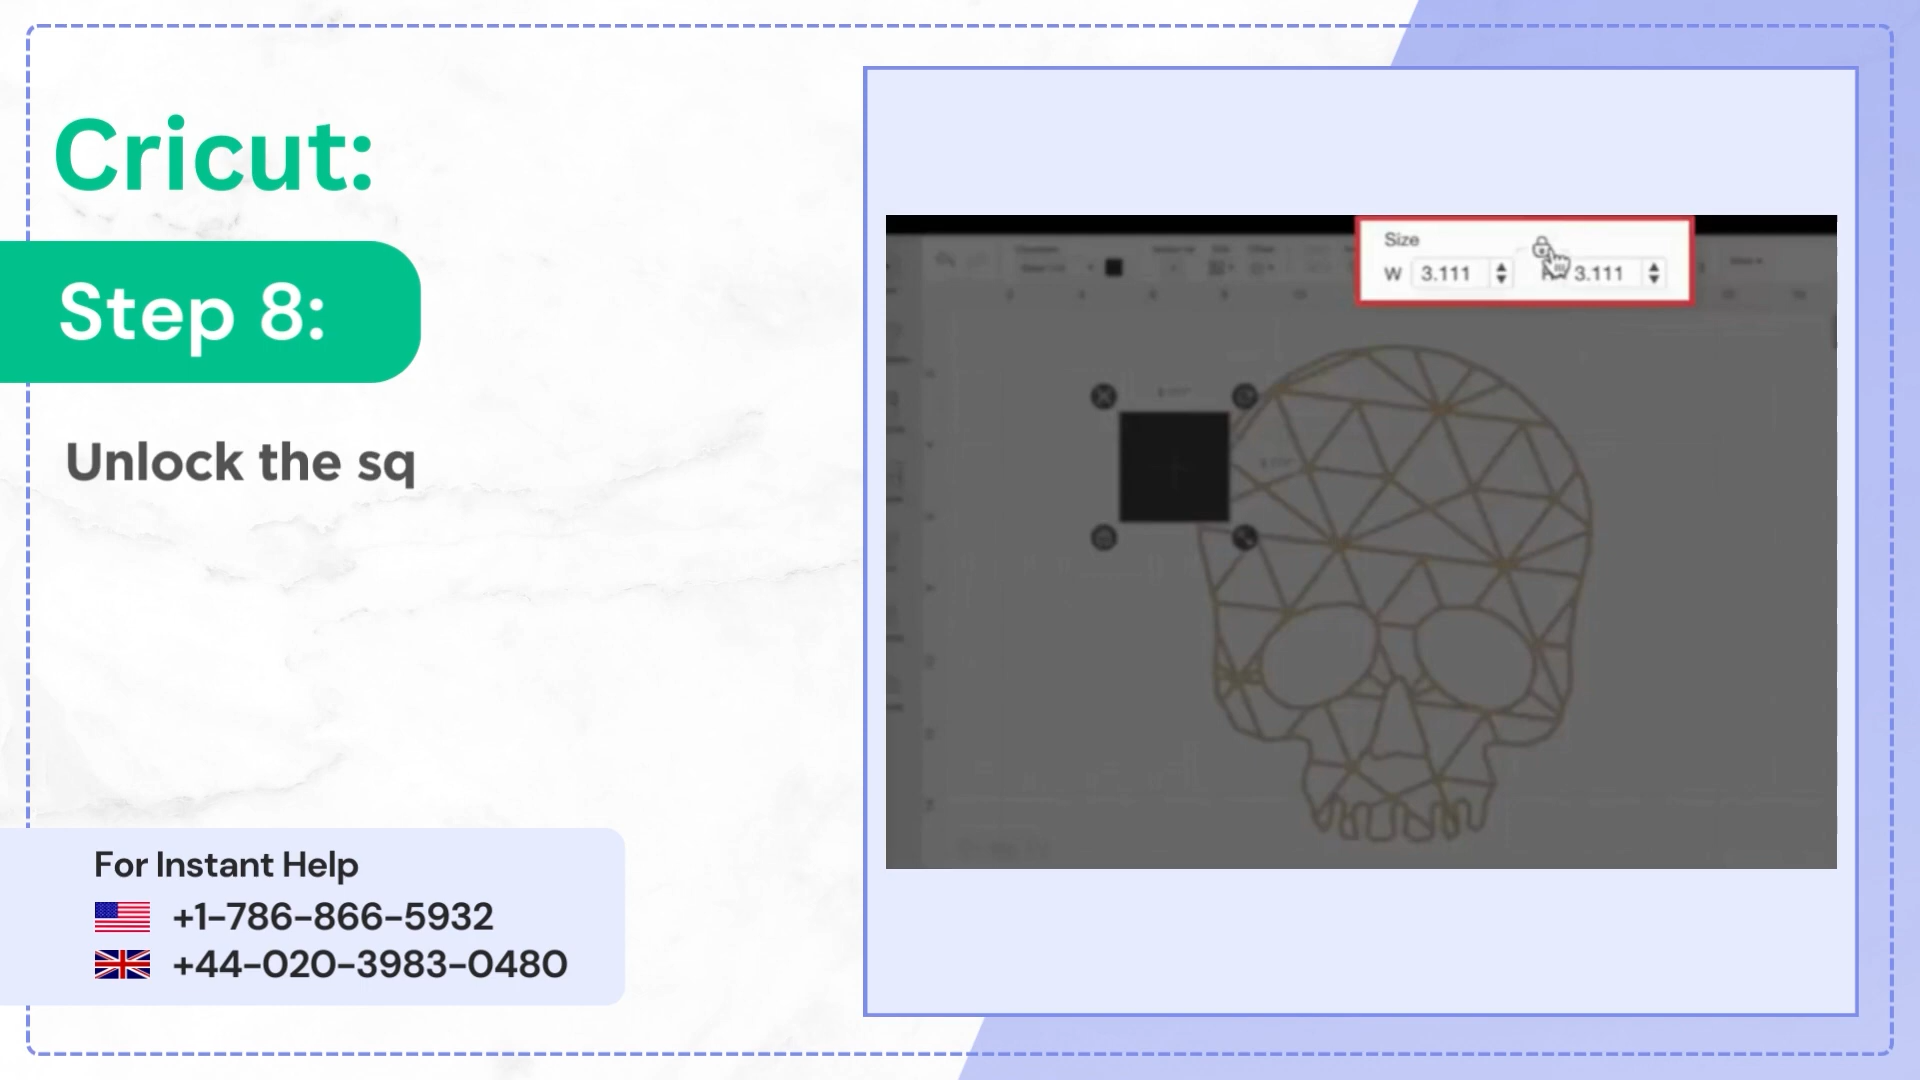 Cricut:
Step 8:
Unlock the sq
For Instant Help
+1-786-866-5932
+44-020-3983-0480
Size
W 3.111 3.111